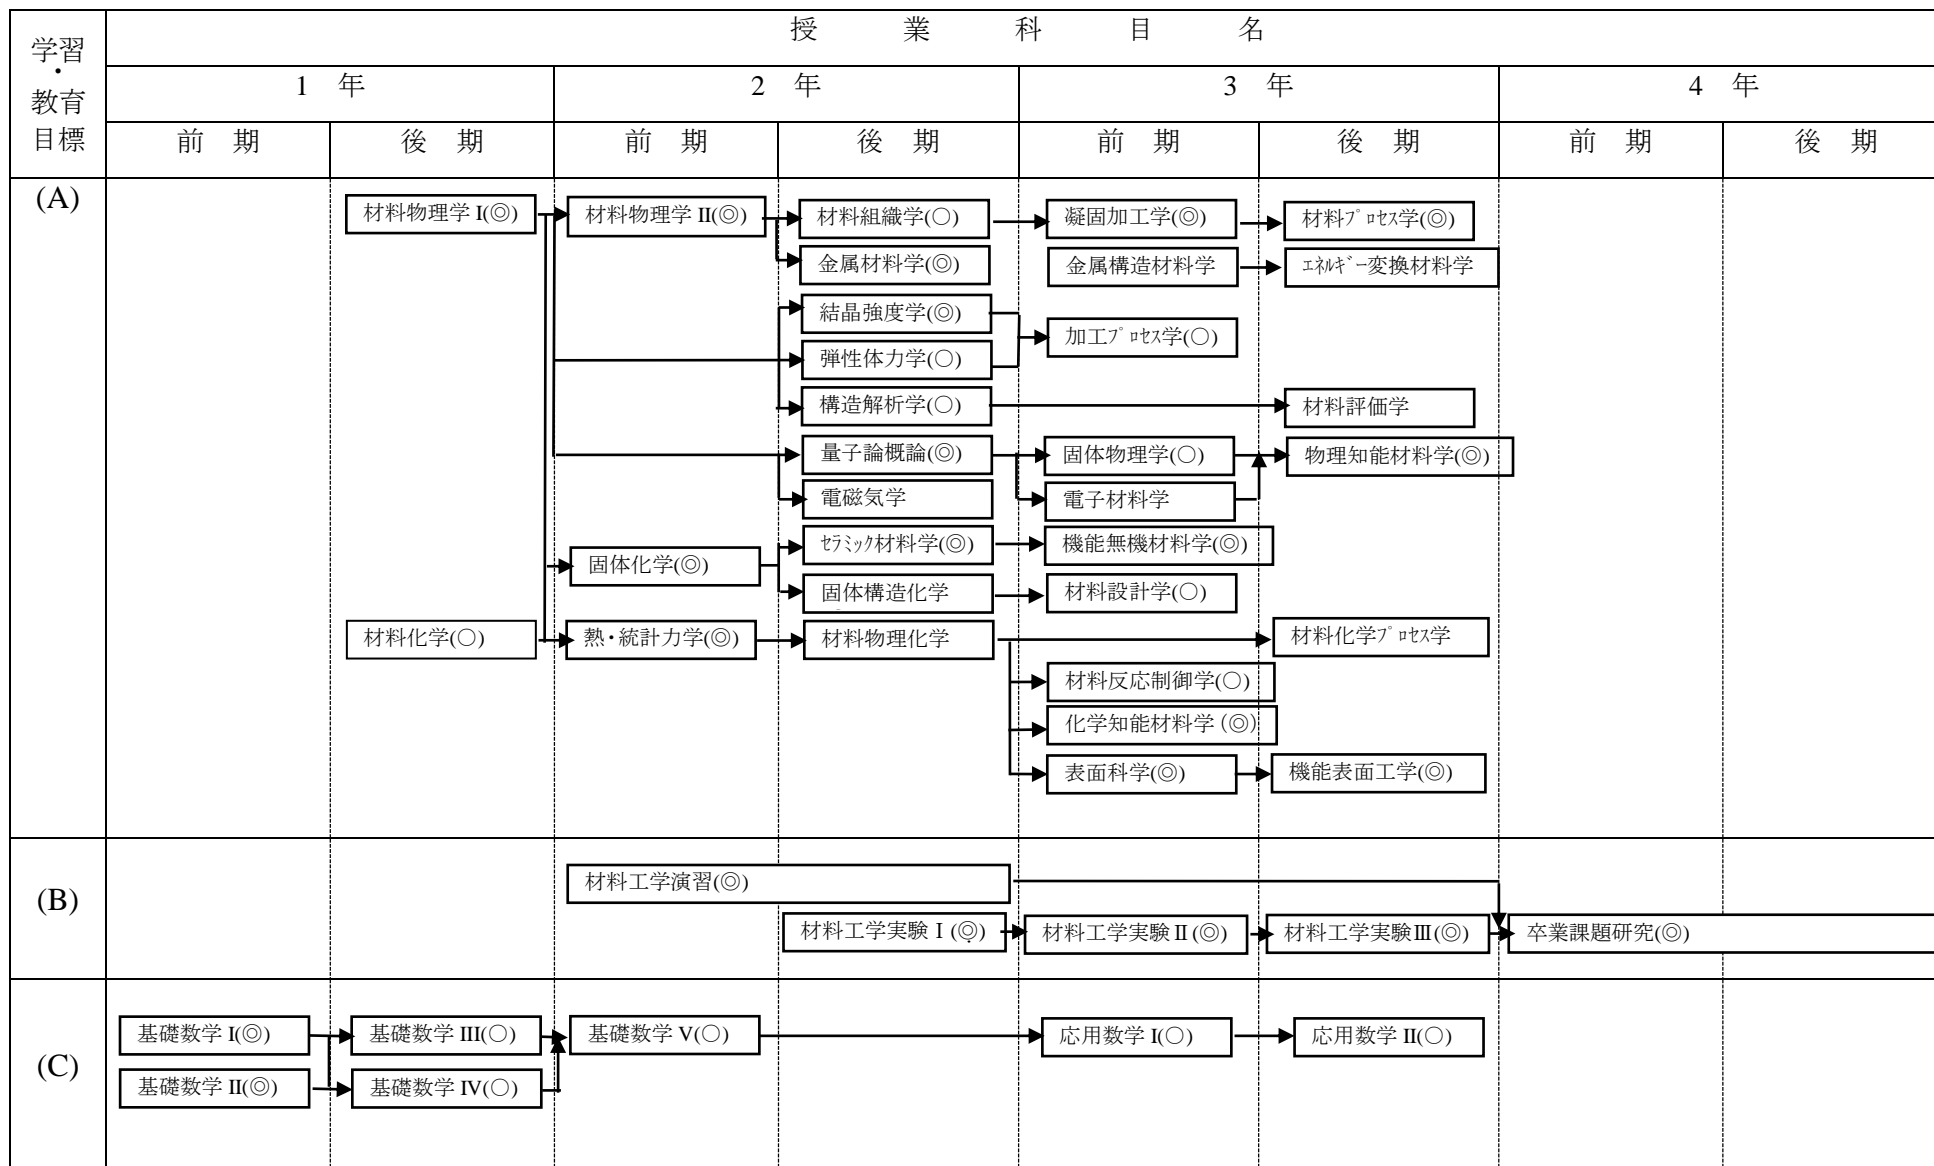 学習
・
教育
目標
授 業 科 目 名
1 年
2 年
3 年
4 年
前 期
後 期
前 期
後 期
前 期
後 期
前 期
後 期
(A)
材料物理学 I(◎)
材料物理学 II(◎)
材料組織学(○)
凝固加工学(◎)
材料ﾌﾟﾛｾｽ学(◎)
金属材料学(◎)
金属構造材料学
ｴﾈﾙｷﾞｰ変換材料学
結晶強度学(◎)
加工ﾌﾟﾛｾｽ学(○)
弾性体力学(○)
構造解析学(○)
材料評価学
量子論概論(◎)
固体物理学(○)
物理知能材料学(◎)
電磁気学
電子材料学
ｾﾗﾐｯｸ材料学(◎)
機能無機材料学(◎)
固体化学(◎)
固体構造化学
材料設計学(○)
材料化学(○)
熱・統計力学(◎)
材料物理化学
材料化学ﾌﾟﾛｾｽ学
材料反応制御学(○)
化学知能材料学(◎)
表面科学(◎)
機能表面工学(◎)
(B)
材料工学演習(◎)
材料工学実験Ⅰ(◎)
材料工学実験Ⅱ(◎)
材料工学実験Ⅲ(◎)
卒業課題研究(◎)
(C)
基礎数学 I(◎)
基礎数学 III(○)
基礎数学 V(○)
応用数学 I(○)
応用数学 II(○)
基礎数学 II(◎)
基礎数学 IV(○)